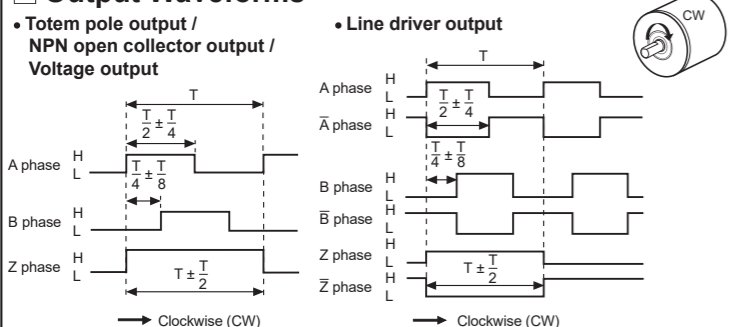 Output Waveforms
• Totem pole output /
NPN open collector output /
Voltage output
T
T/2 ± T/4
A phase H
L
T/4 ± T/8
B phase H
L
Z phase H
L
T ± T/2
Clockwise (CW)
• Line driver output
T
A phase H
L
T/2 ± T/4
A̅ phase H
L
T/4 ± T/8
B phase H
L
B̅ phase H
L
Z phase H
L
T ± T/2
Z̅ phase H
L
Clockwise (CW)
CW